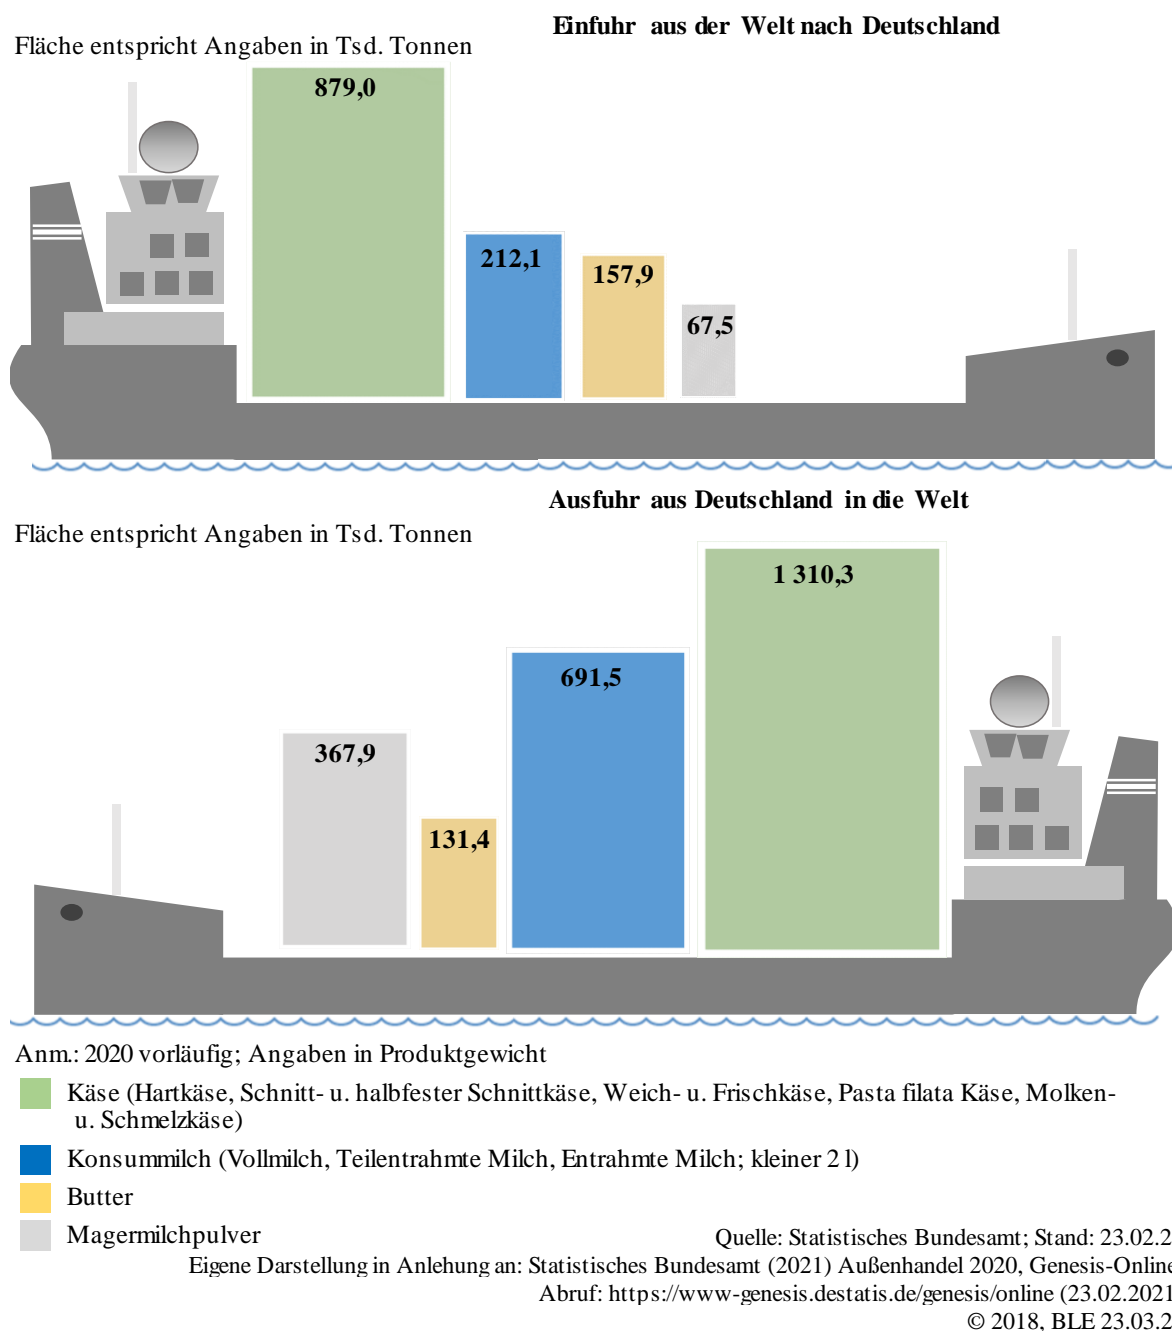 Einfuhr aus der Welt nach Deutschland
Fläche entspricht Angaben in Tsd. Tonnen
879,0
212,1
157,9
67,5
Ausfuhr aus Deutschland in die Welt
Fläche entspricht Angaben in Tsd. Tonnen
1 310,3
691,5
367,9
131,4
Anm.: 2020 vorläufig; Angaben in Produktgewicht
Käse (Hartkäse, Schnitt- u. halbfester Schnittkäse, Weich- u. Frischkäse, Pasta filata Käse, Molken-
u. Schmelzkäse)
Konsummilch (Vollmilch, Teilentrahmte Milch, Entrahmte Milch; kleiner 2 l)
Butter
Magermilchpulver
Quelle: Statistisches Bundesamt; Stand: 23.02.2
Eigene Darstellung in Anlehung an: Statistisches Bundesamt (2021) Außenhandel 2020, Genesis-Online
Abruf: https://www-genesis.destatis.de/genesis/online (23.02.2021
© 2018, BLE 23.03.2